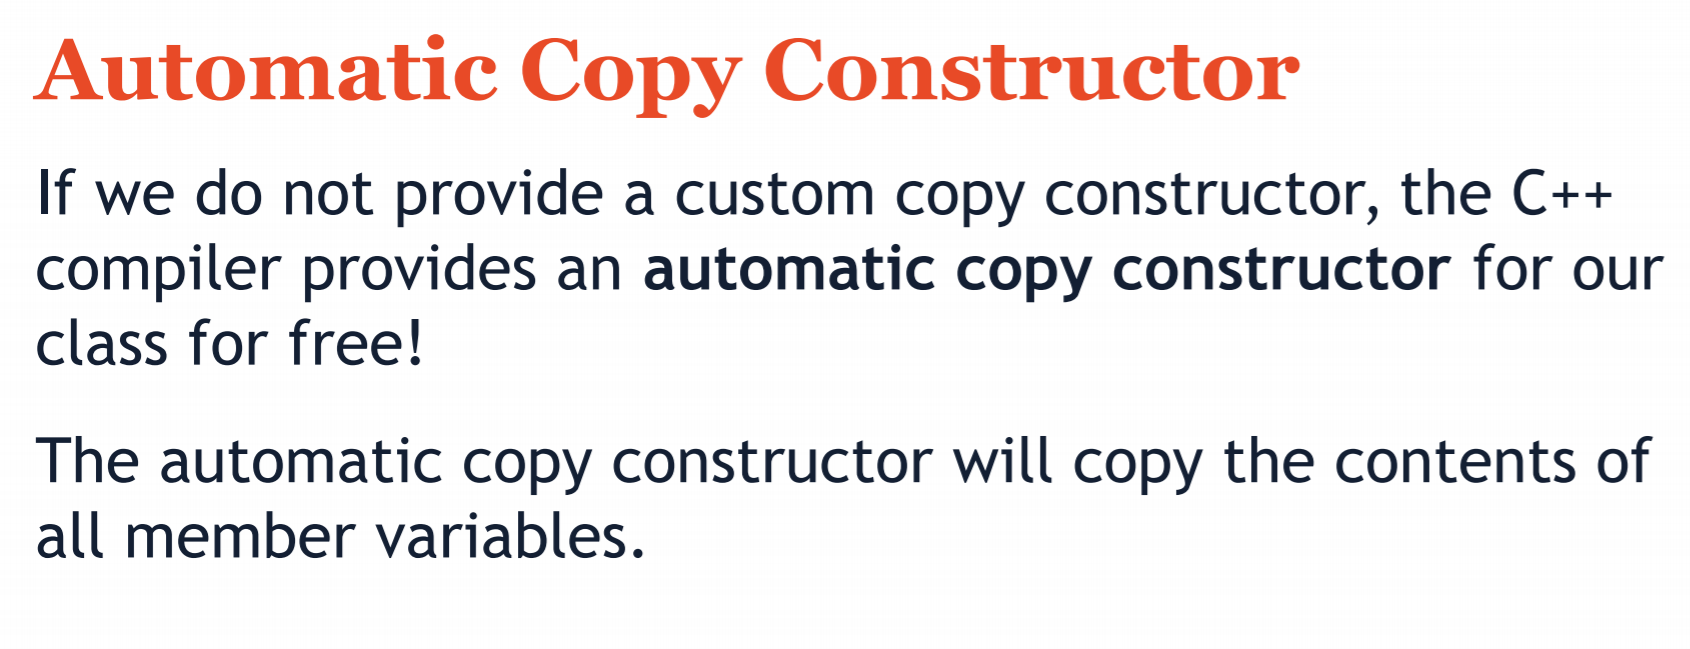 Automatic Copy Constructor
If we do not provide a custom copy constructor, the C++
compiler provides an automatic copy constructor for our
class for free!
The automatic copy constructor will copy the contents of
all member variables.